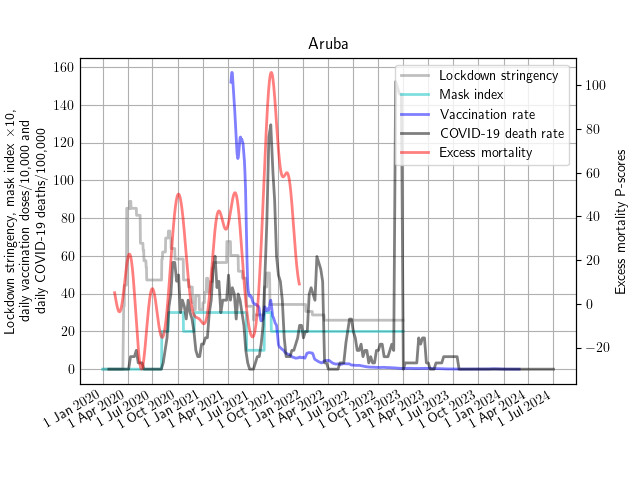 Aruba
Lockdown stringency, mask index ×10,
daily vaccination doses/10,000 and
daily COVID-19 deaths/100,000
160
140
120
100
80
60
40
20
0
Lockdown stringency
Mask index
Vaccination rate
COVID-19 death rate
Excess mortality
100
80
60
40
20
0
−20
Excess mortality P-scores
1 Jan 2020
1 Apr 2020
1 Jul 2020
1 Oct 2020
1 Jan 2021
1 Apr 2021
1 Jul 2021
1 Oct 2021
1 Jan 2022
1 Apr 2022
1 Jul 2022
1 Oct 2022
1 Jan 2023
1 Apr 2023
1 Jul 2023
1 Oct 2023
1 Jan 2024
1 Apr 2024
1 Jul 2024